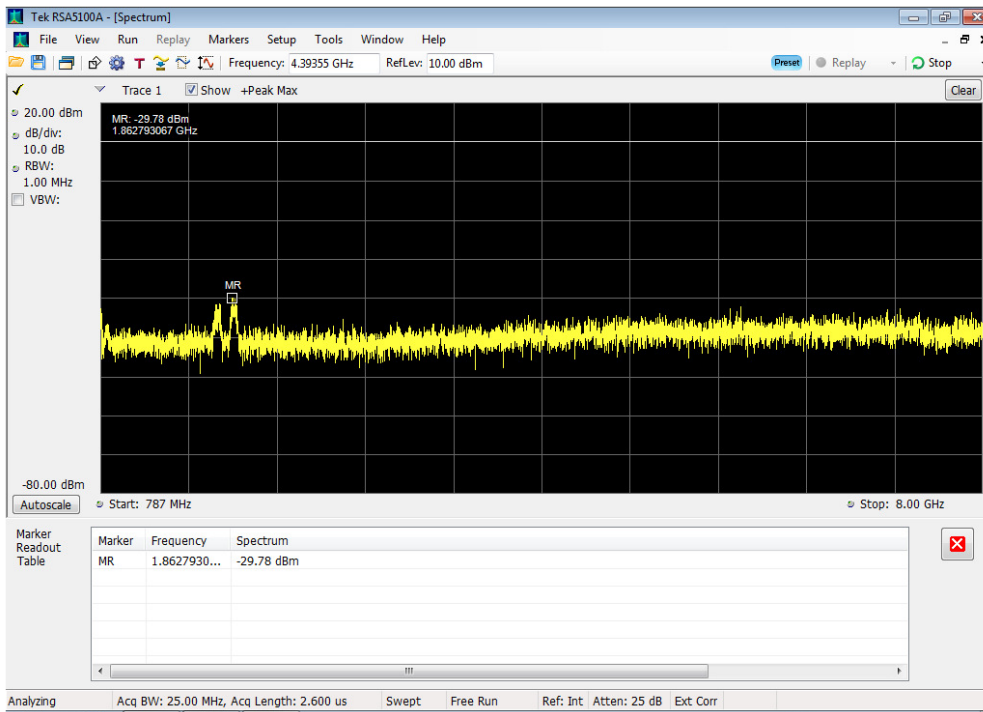 Tek RSA5100A - [Spectrum]
File View Run Replay Markers Setup Tools Window Help
T Frequency: 4.39355 GHz RefLev: 10.00 dBm Preset Replay Stop
Trace 1 Show +Peak Max Clear
20.00 dBm
dB/div:
10.0 dB
RBW:
1.00 MHz
VBW:
MR: -29.78 dBm
1.862793067 GHz
MR
-80.00 dBm
Autoscale Start: 787 MHz Stop: 8.00 GHz
Marker
Readout
Table
Marker Frequency Spectrum
MR 1.8627930... -29.78 dBm
Analyzing Acq BW: 25.00 MHz, Acq Length: 2.600 us Swept Free Run Ref: Int Atten: 25 dB Ext Corr